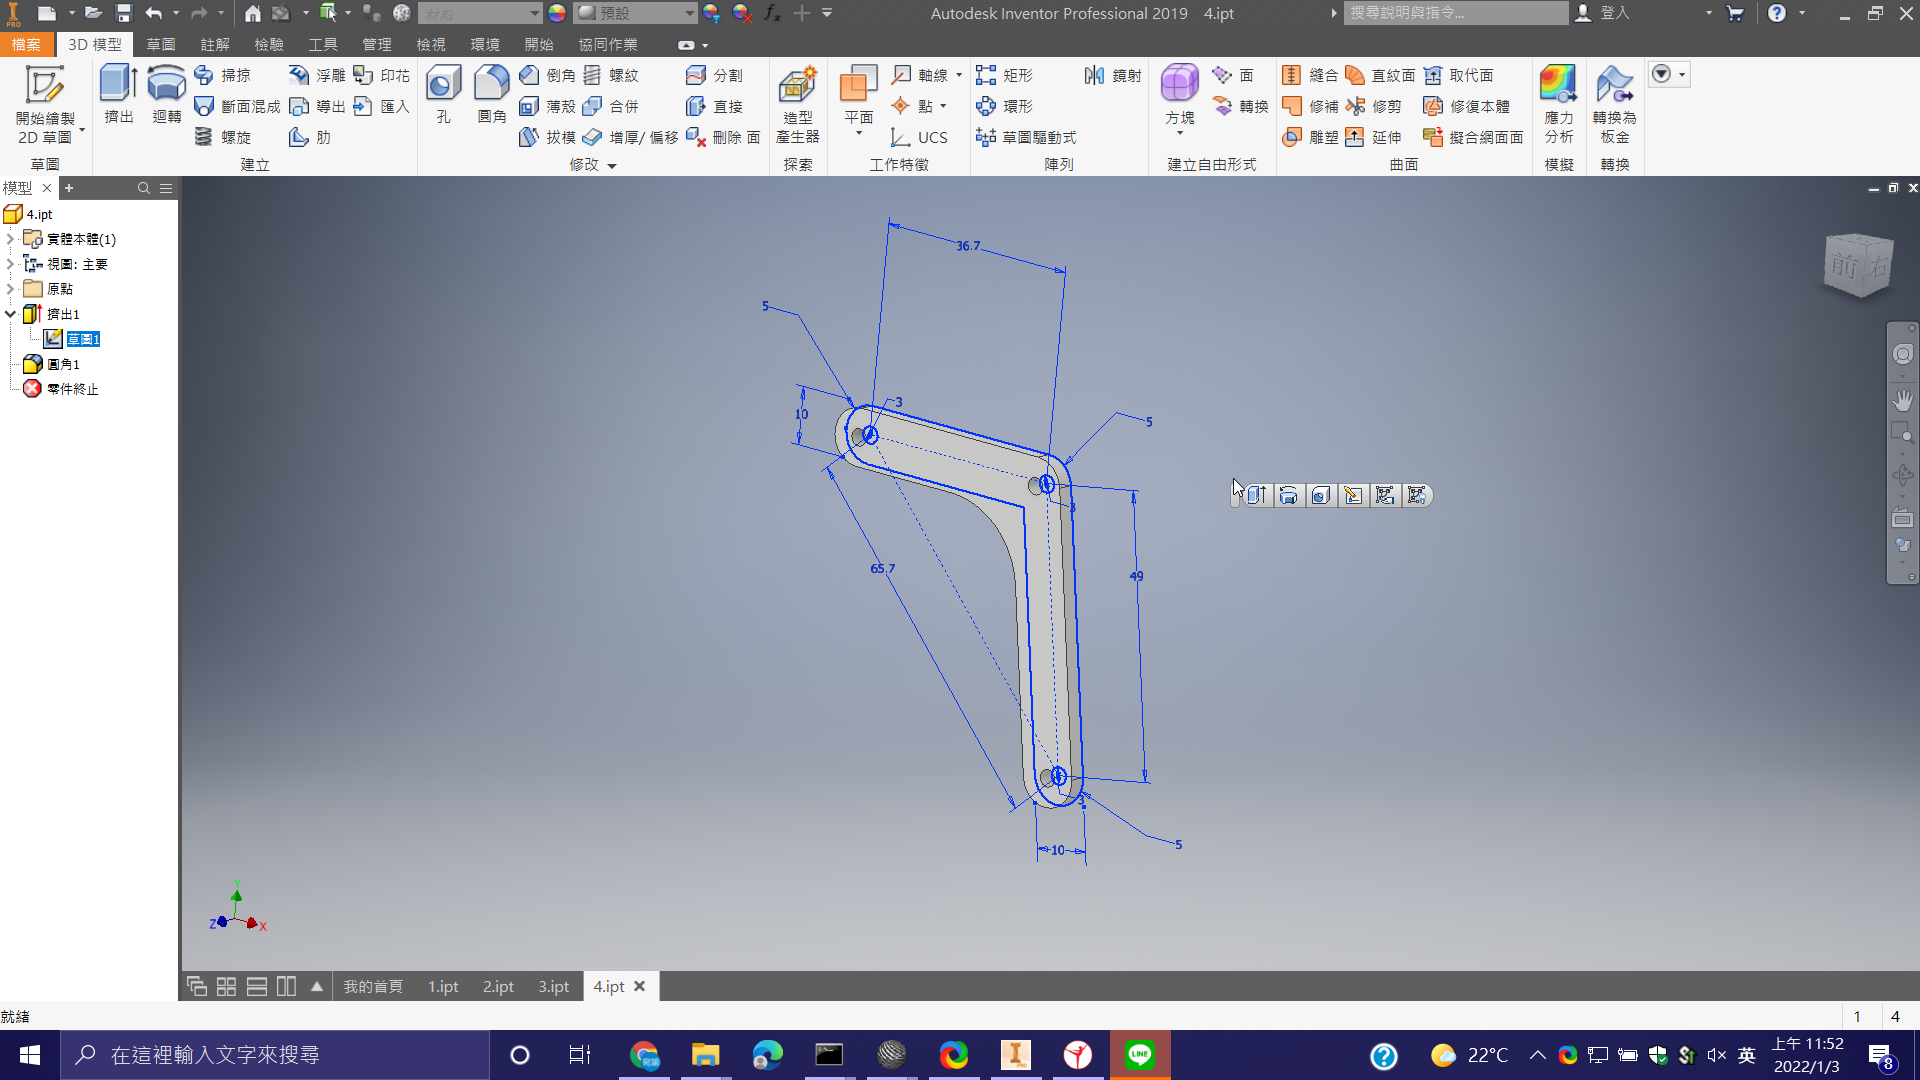 PRO
材料
預設
Autodesk Inventor Professional 2019 4.ipt
搜尋說明與指令...
登入
檔案 3D 模型 草圖 註解 檢驗 工具 管理 檢視 環境 開始 協同作業
開始繪製
2D 草圖
草圖
擠出
迴轉
掃掠
斷面混成
螺旋
浮雕
導出
肋
印花
匯入
建立
孔
圓角
倒角
薄殼
拔模
螺紋
合併
增厚/ 偏移
分割
直接
刪除 面
修改
造型
產生器
探索
平面
軸線
點
UCS
工作特徵
矩形
環形
草圖驅動式
鏡射
陣列
方塊
面
轉換
建立自由形式
縫合
修補
雕塑
直紋面
修剪
延伸
取代面
修復本體
擬合網面面
曲面
應力
分析
模擬
轉換為
板金
轉換
模型
4.ipt
實體本體(1)
視圖: 主要
原點
擠出1
草圖1
圓角1
零件終止
36.7
5
10
3
5
3
65.7
49
3
10
5
前
右
Y
Z
X
我的首頁 1.ipt 2.ipt 3.ipt 4.ipt
就緒
1 4
在這裡輸入文字來搜尋
LINE
22°C
英
上午 11:52
2022/1/3
8